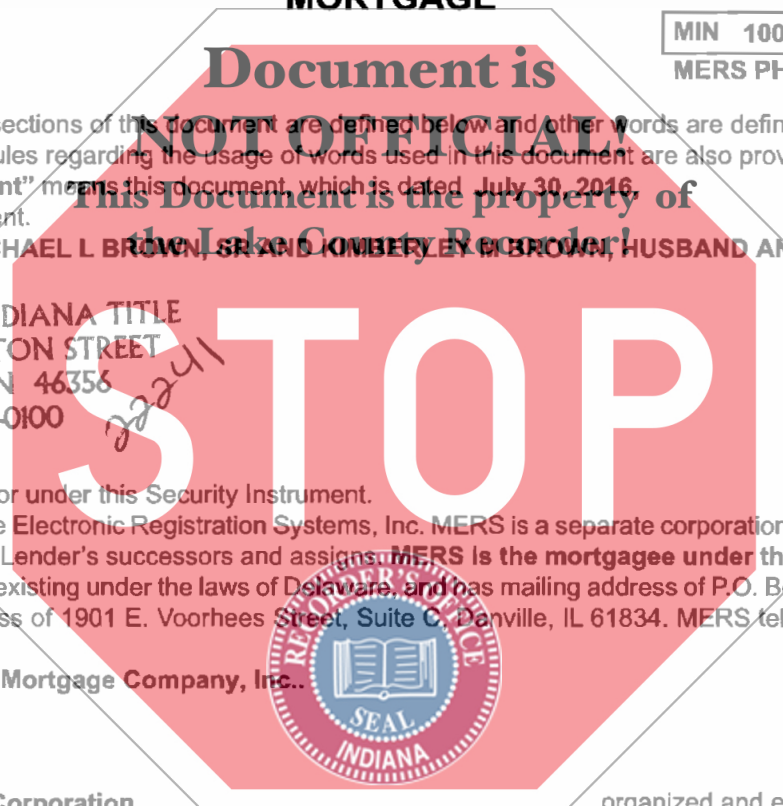 MORTGAGE
MIN 100
MERS PH
Document is
NOT OFFICIAL!
This Document is the property of
the Lake County Recorder!
sections of this document are defined below and other words are defin
ules regarding the usage of words used in this document are also prov
nt" means this document, which is dated July 30, 2016,
ent.
CHAEL L BROWN, SR AND KIMBERLEY M BROWN, HUSBAND AN
DIANA TITLE
TON STREET
N 46356
-0100
22241
STOP
or under this Security Instrument.
e Electronic Registration Systems, Inc. MERS is a separate corporation
Lender's successors and assigns. MERS is the mortgagee under th
existing under the laws of Delaware, and has mailing address of P.O. B
ss of 1901 E. Voorhees Street, Suite C, Danville, IL 61834. MERS tel
RECORDER'S OFFICE
SEAL
INDIANA
Mortgage Company, Inc..
Corporation
organized and e